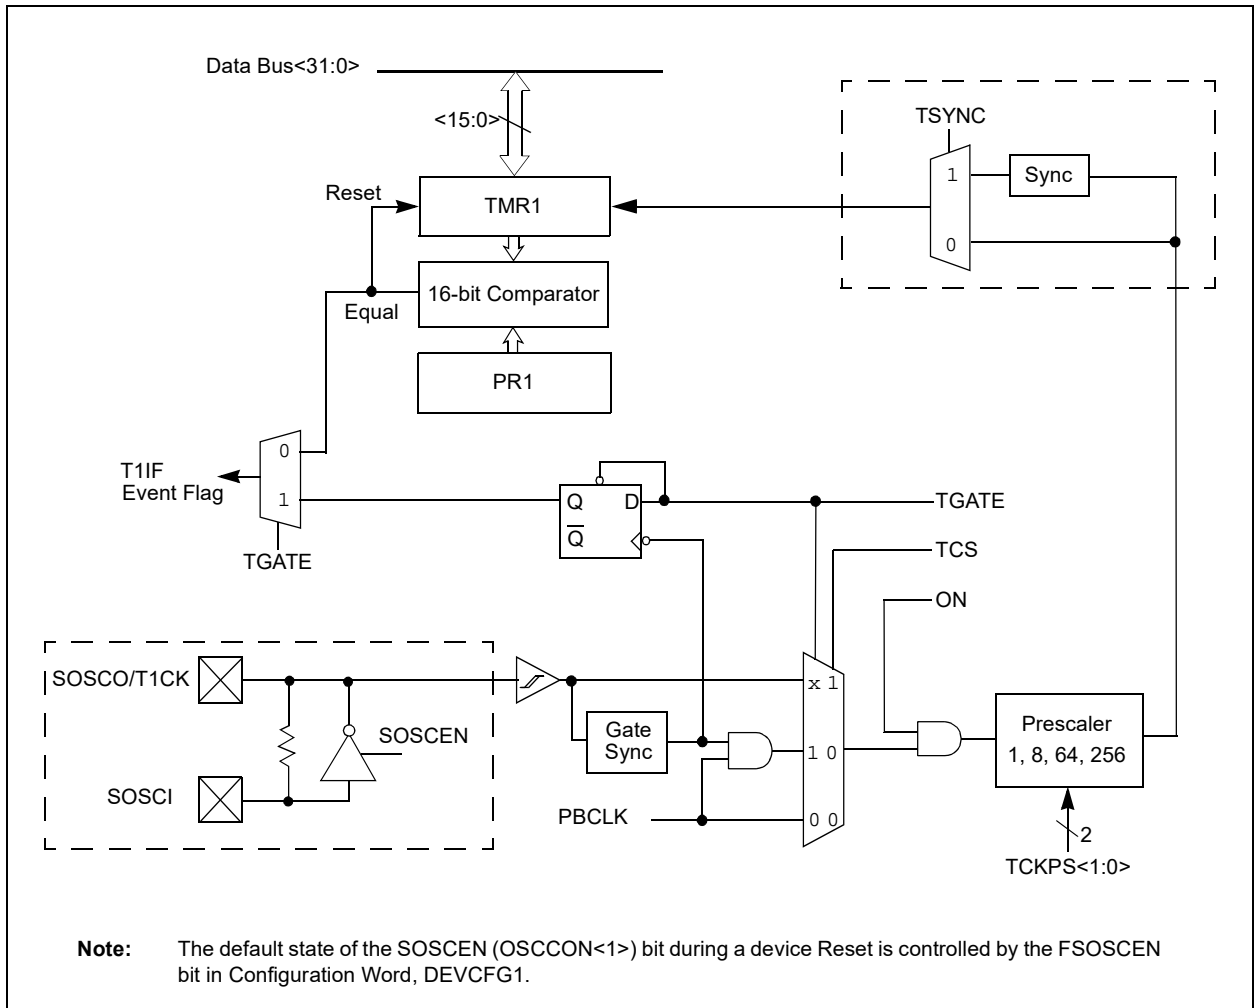 Data Bus<31:0>
<15:0>
TSYNC
1
Sync
Reset
TMR1
0
16-bit Comparator
Equal
PR1
0
T1IF
Event Flag
1
TGATE
Q
D
Q
TGATE
TCS
ON
SOSCO/T1CK
x 1
SOSCEN
Gate
Sync
1 0
Prescaler
1, 8, 64, 256
SOSCI
PBCLK
0 0
2
TCKPS<1:0>
Note: The default state of the SOSCEN (OSCCON<1>) bit during a device Reset is controlled by the FSOSCEN
bit in Configuration Word, DEVCFG1.